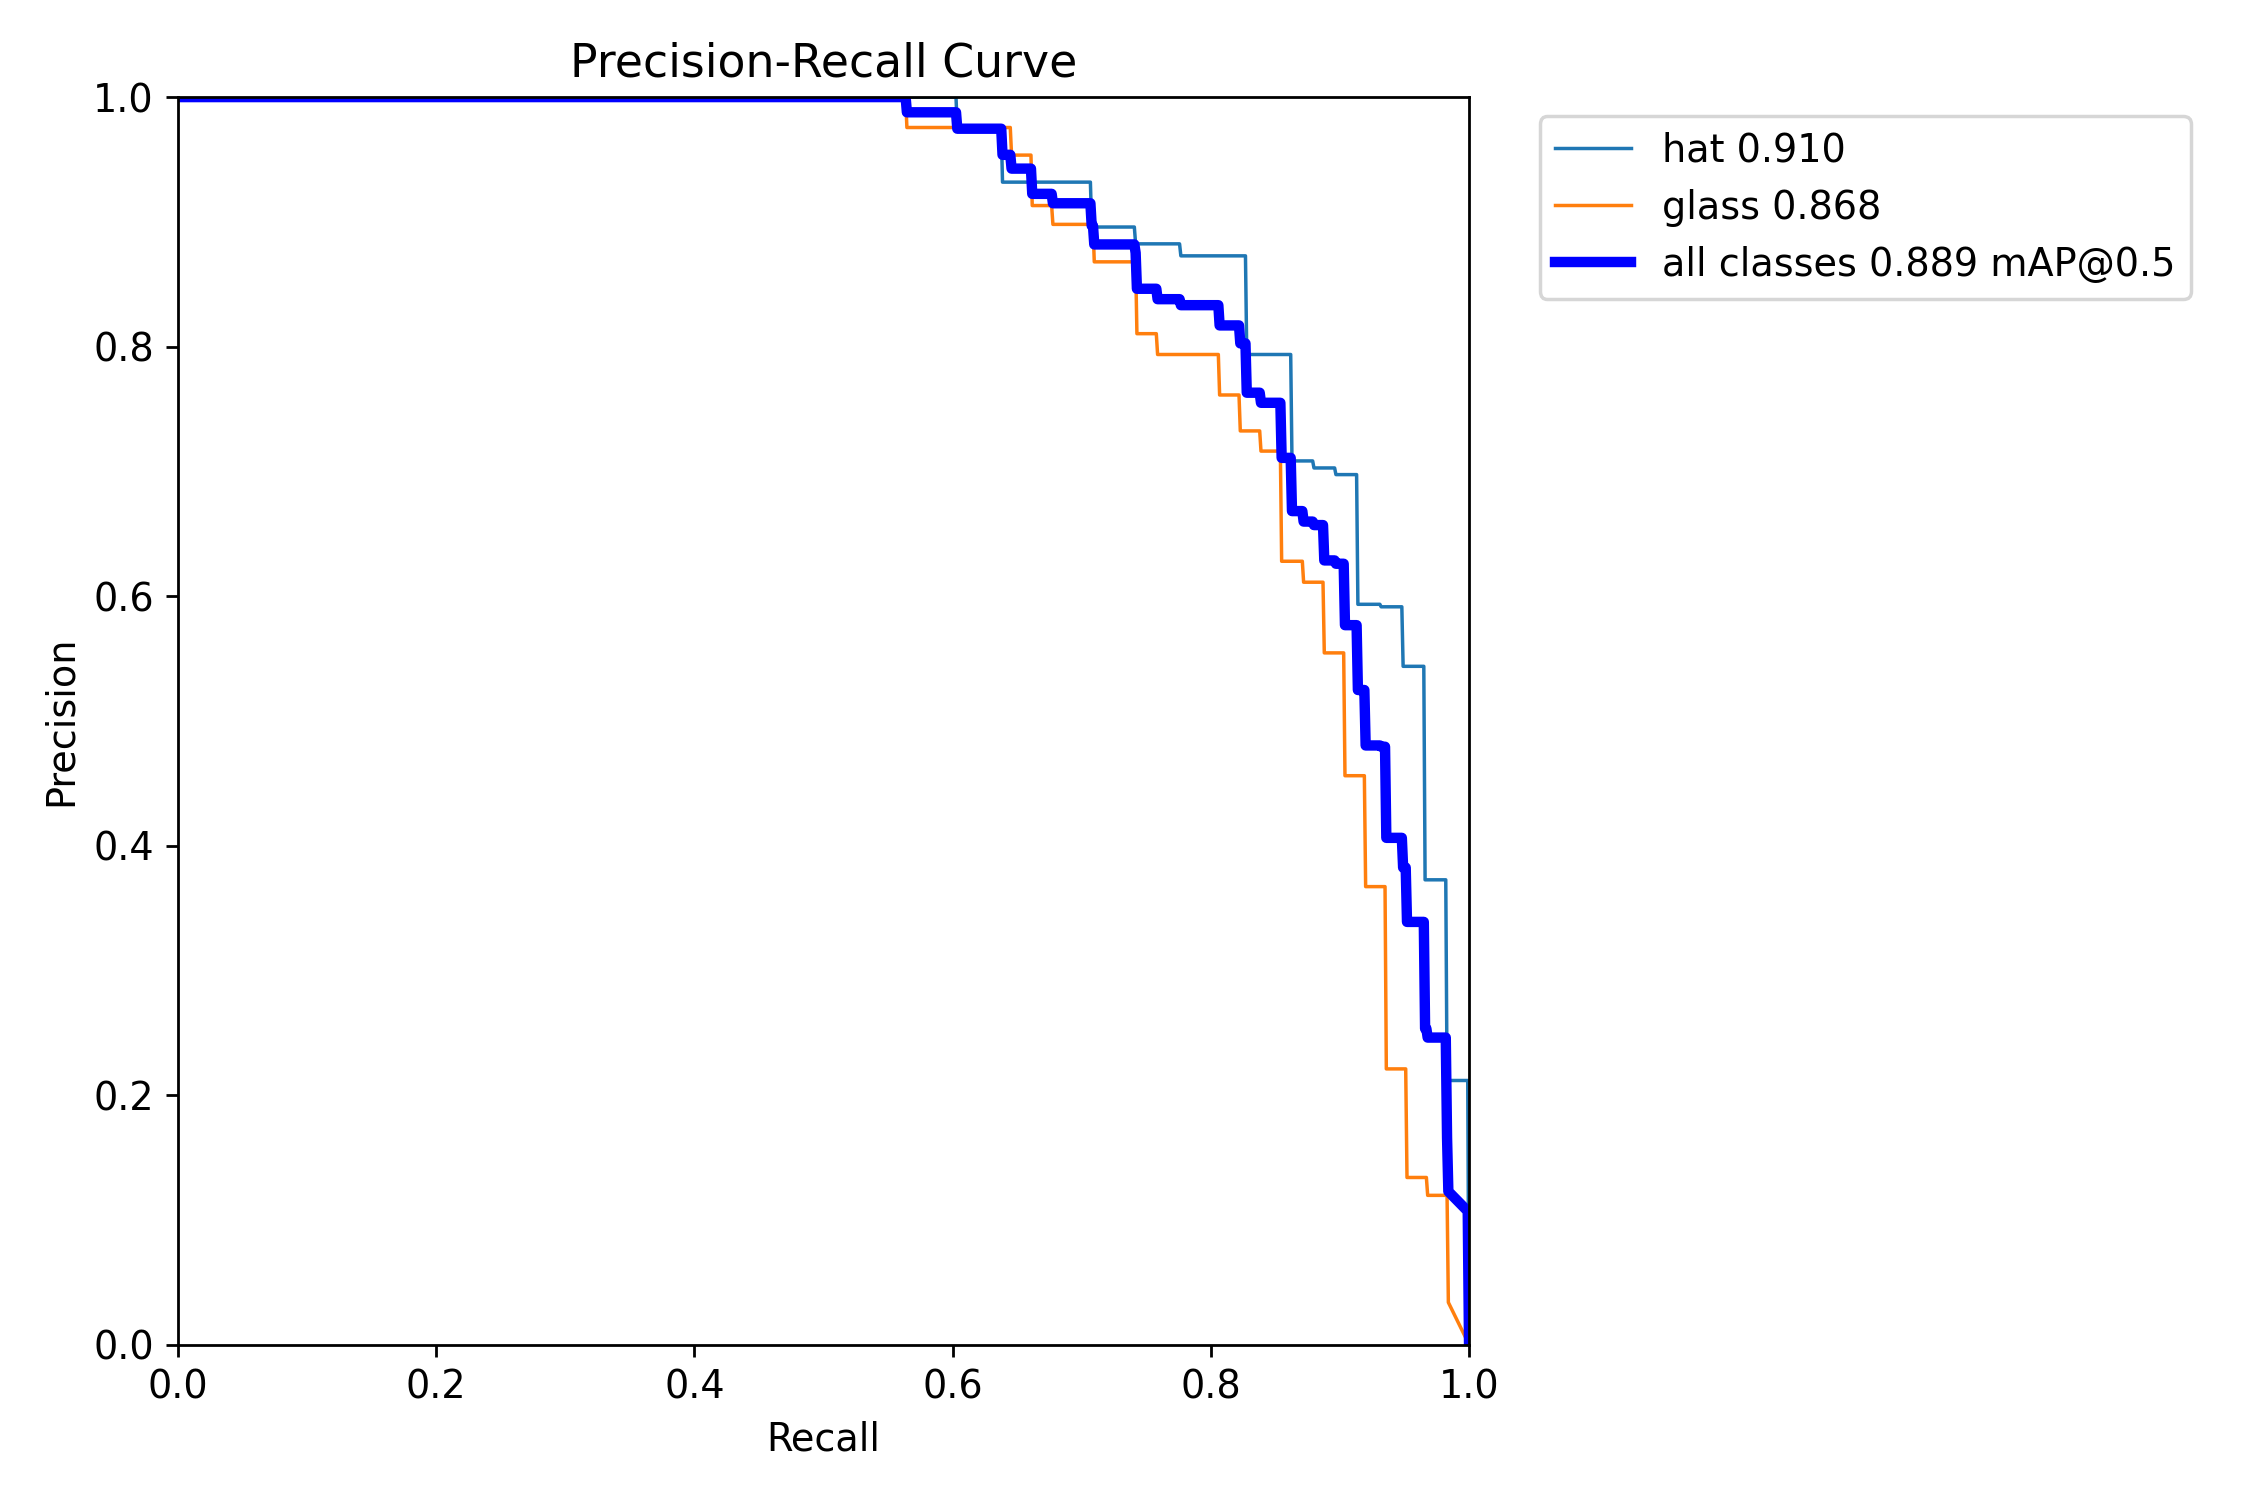 Precision-Recall Curve
1.0
0.8
0.6
0.4
0.2
0.0
Precision
0.0 0.2 0.4 0.6 0.8 1.0
Recall
hat 0.910
glass 0.868
all classes 0.889 mAP@0.5